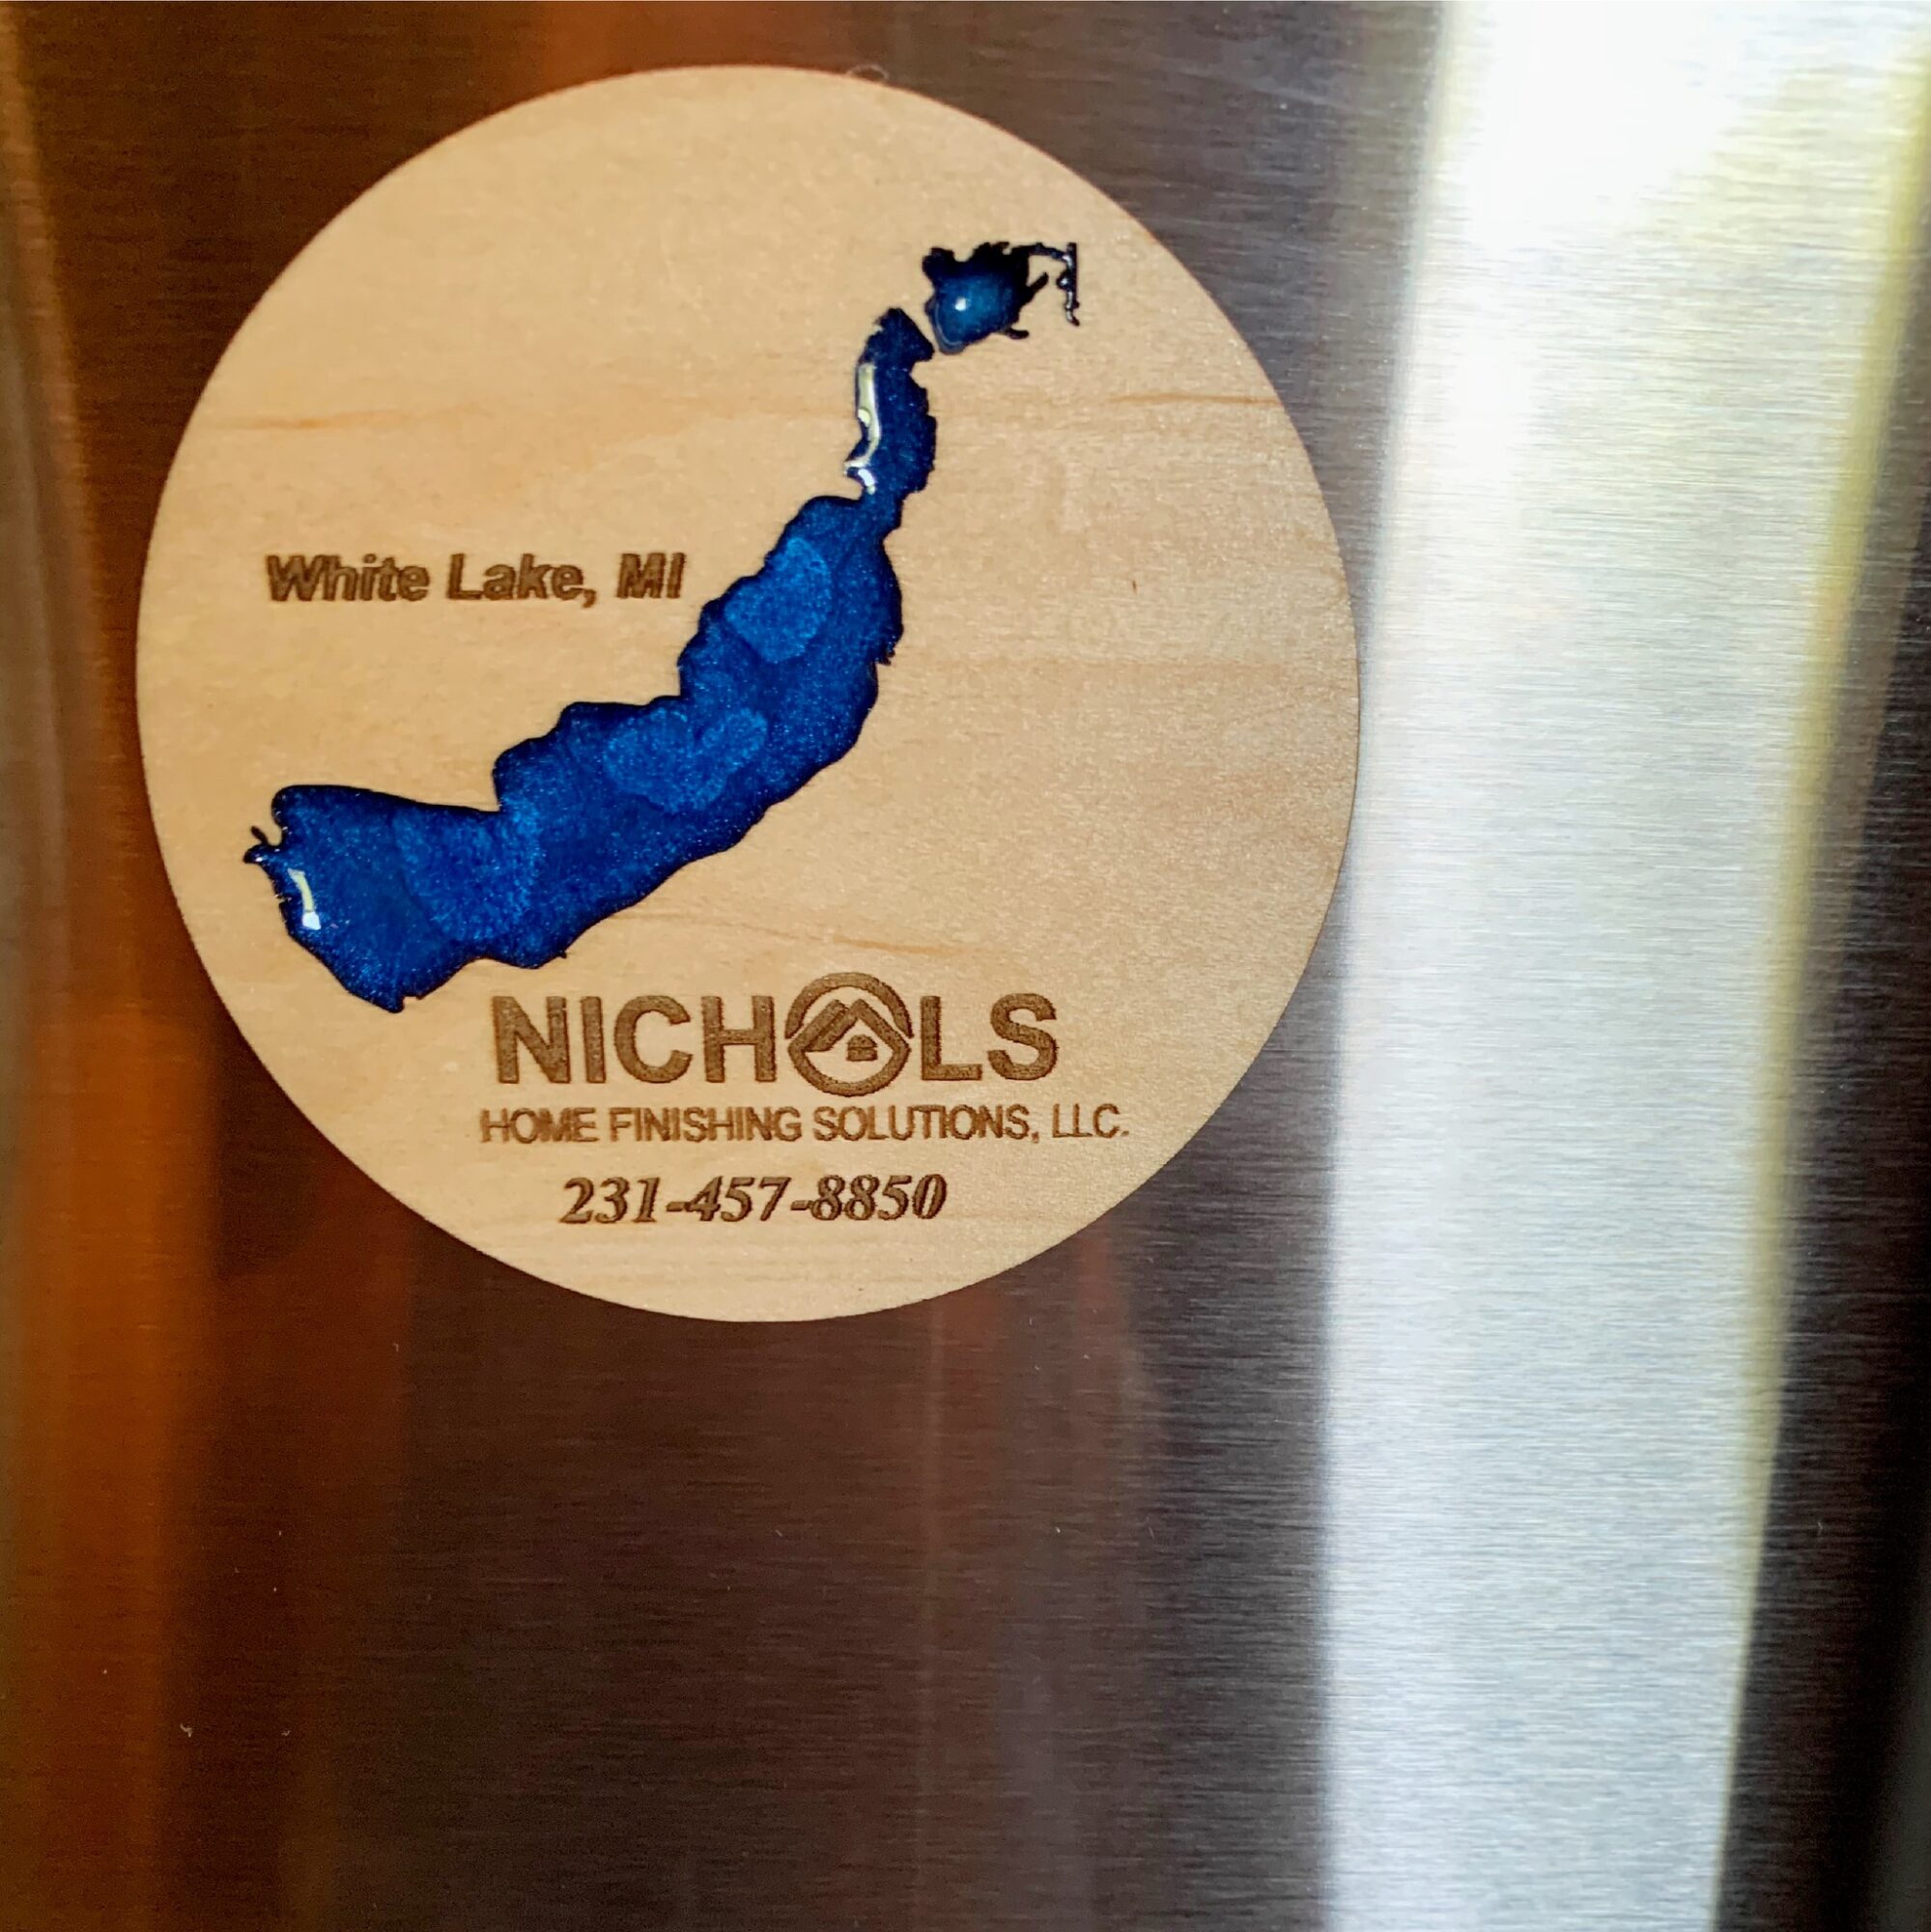 White Lake, MI
NICHOLS
HOME FINISHING SOLUTIONS, LLC.
231-457-8850